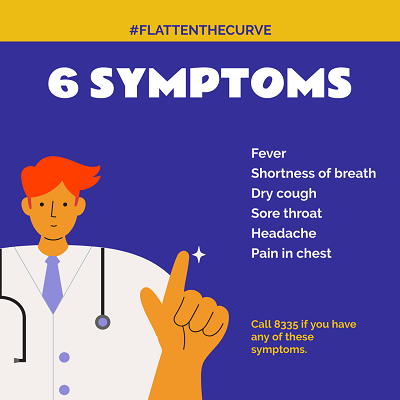 #FLATTENTHECURVE
6 SYMPTOMS
Fever
Shortness of breath
Dry cough
Sore throat
Headache
Pain in chest
Call 8335 if you have
any of these
symptoms.